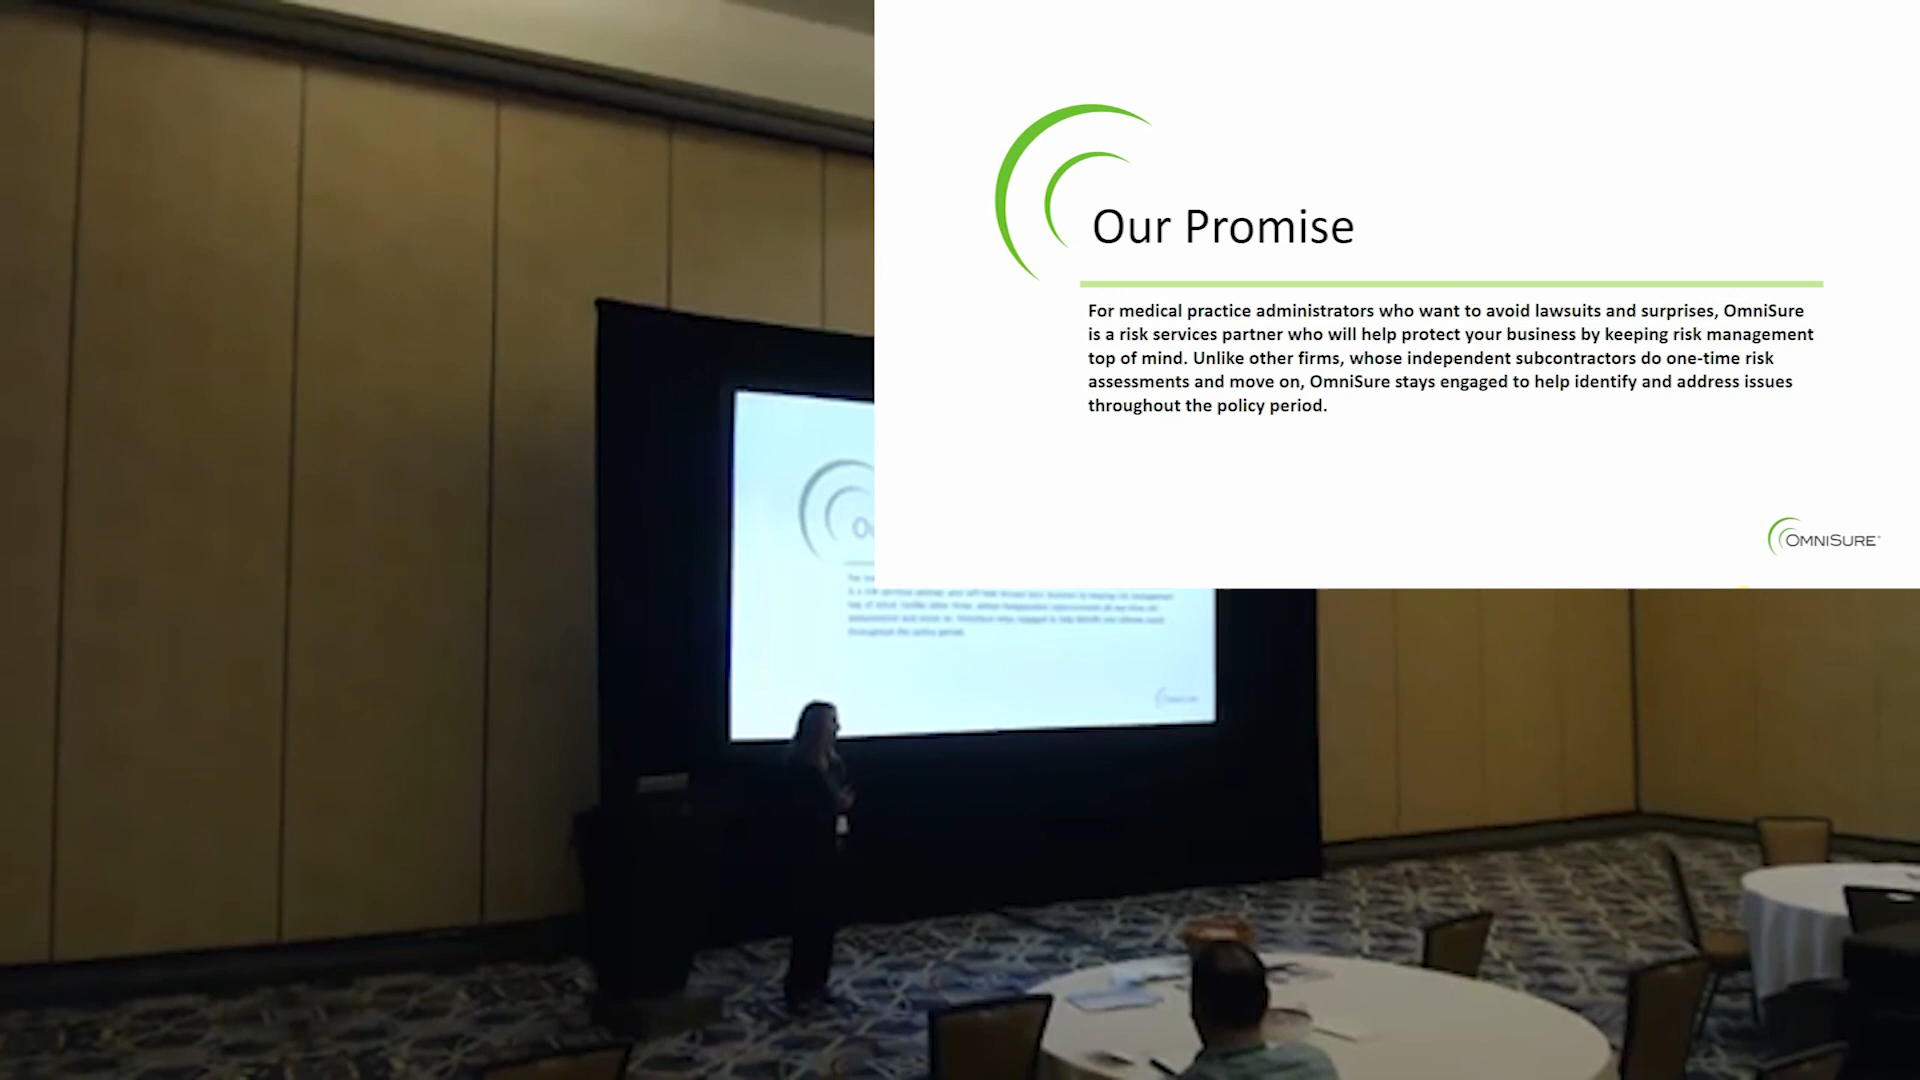 Our Promise
For medical practice administrators who want to avoid lawsuits and surprises, OmniSure
is a risk services partner who will help protect your business by keeping risk management
top of mind. Unlike other firms, whose independent subcontractors do one-time risk
assessments and move on, OmniSure stays engaged to help identify and address issues
throughout the policy period.
OMNISURE